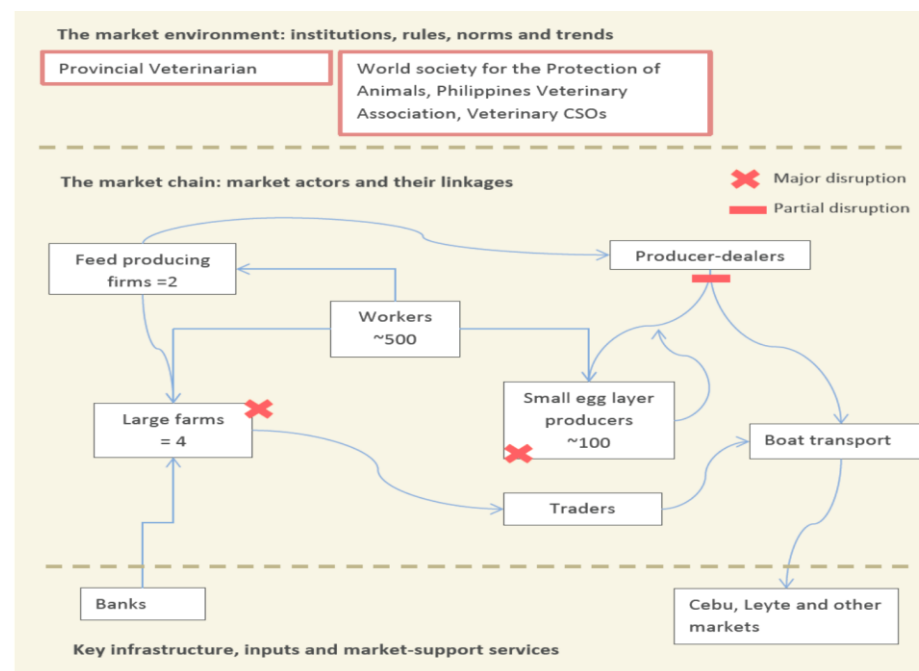 The market environment: institutions, rules, norms and trends
Provincial Veterinarian
World society for the Protection of
Animals, Philippines Veterinary
Association, Veterinary CSOs
The market chain: market actors and their linkages
Major disruption
Partial disruption
Feed producing
firms =2
Producer-dealers
Workers
~500
Large farms
= 4
Small egg layer
producers
~100
Boat transport
Traders
Banks
Cebu, Leyte and other
markets
Key infrastructure, inputs and market-support services